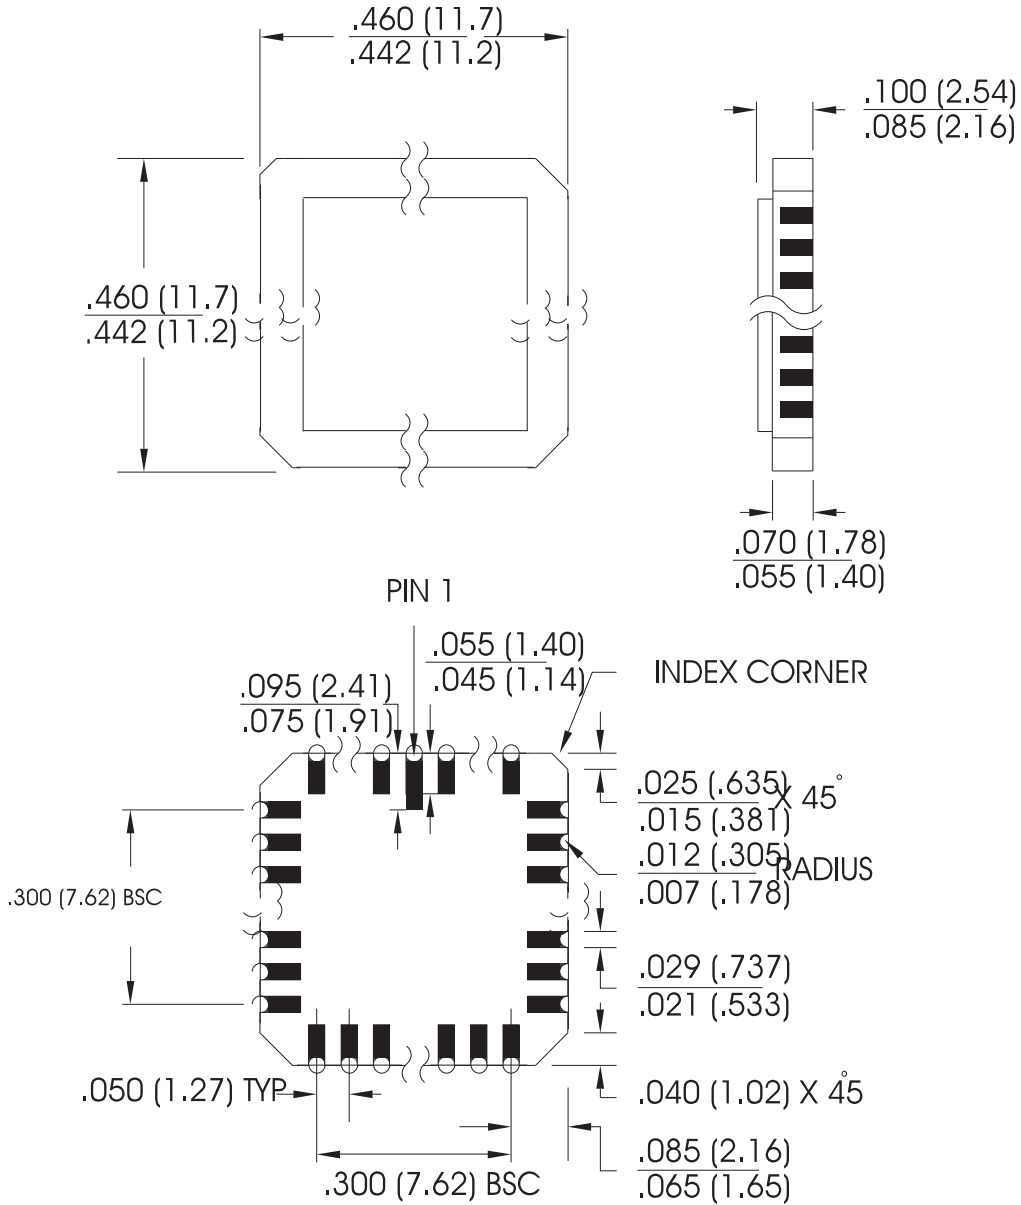 .460 (11.7)
.442 (11.2)
.100 (2.54)
.085 (2.16)
.460 (11.7)
.442 (11.2)
.070 (1.78)
.055 (1.40)
PIN 1
.055 (1.40)
.045 (1.14)
INDEX CORNER
.095 (2.41)
.075 (1.91)
.025 (.635)
.015 (.381)
X 45°
.012 (.305)
.007 (.178)
RADIUS
.300 (7.62) BSC
.029 (.737)
.021 (.533)
.050 (1.27) TYP
.040 (1.02) X 45°
.085 (2.16)
.065 (1.65)
.300 (7.62) BSC